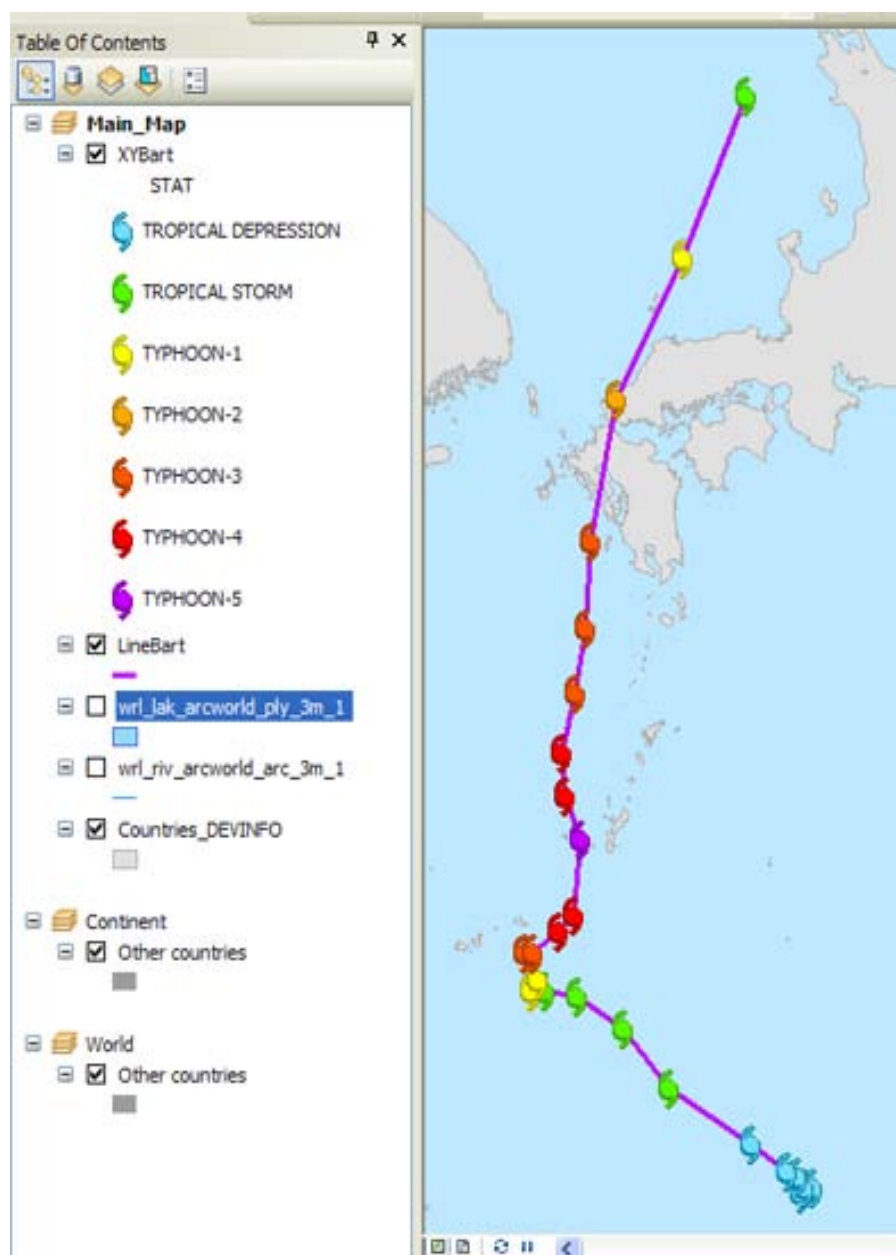 Table Of Contents
Main_Map
XYBart
STAT
TROPICAL DEPRESSION
TROPICAL STORM
TYPHOON-1
TYPHOON-2
TYPHOON-3
TYPHOON-4
TYPHOON-5
LineBart
wrl_lak_arcworld_ply_3m_1
wrl_riv_arcworld_arc_3m_1
Countries_DEVINFO
Continent
Other countries
World
Other countries